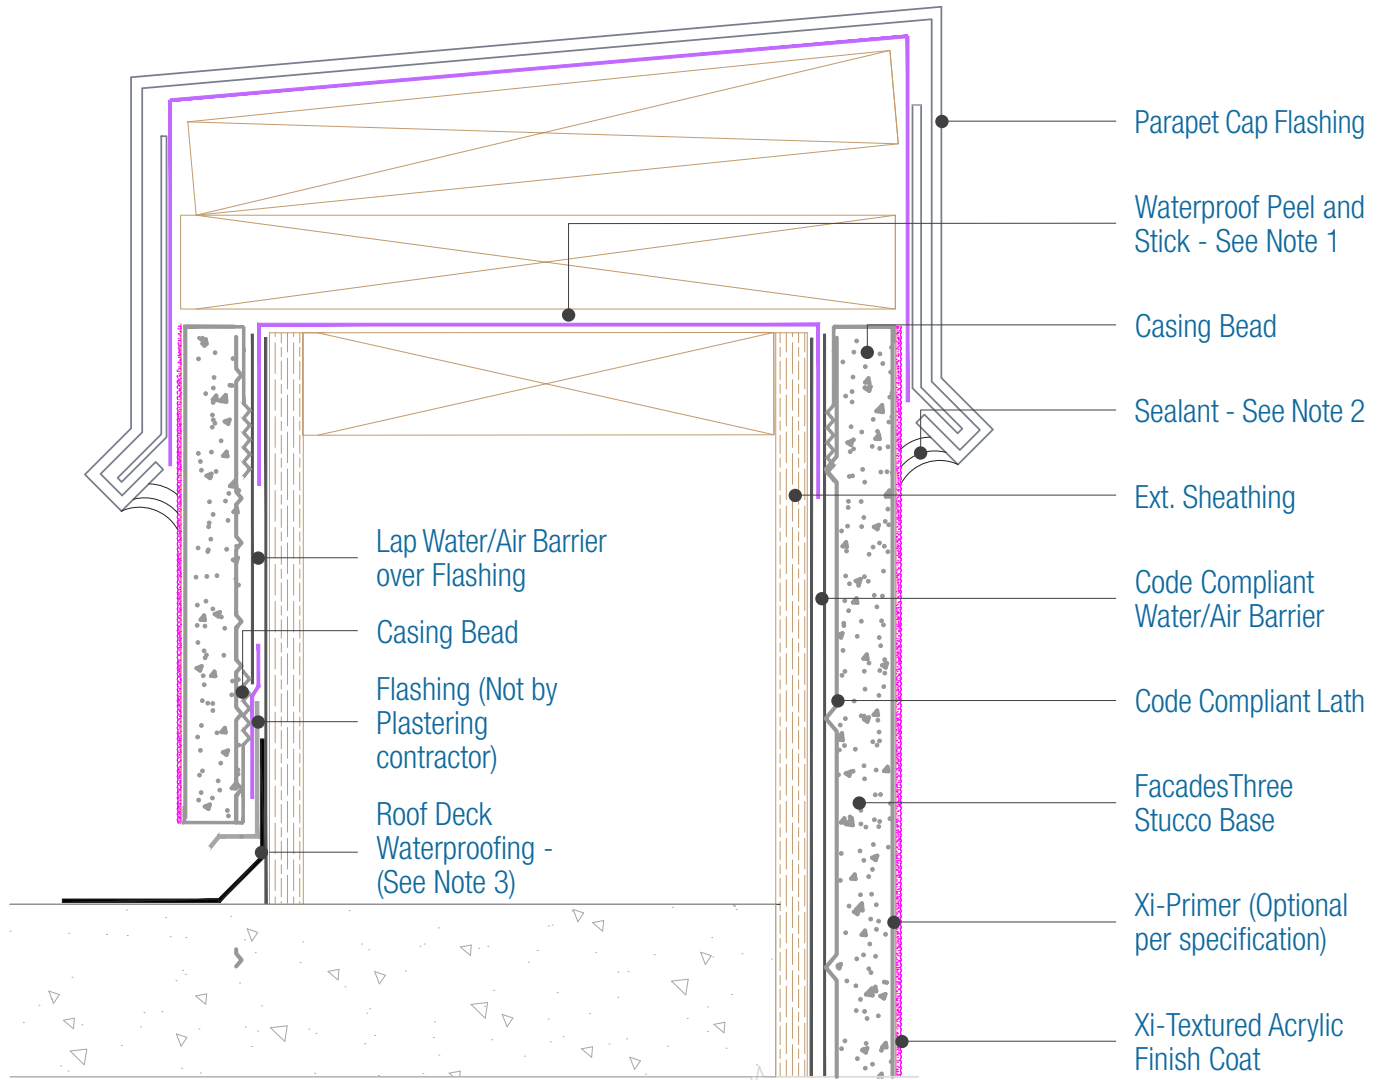 Parapet Cap Flashing
Waterproof Peel and
Stick - See Note 1
Casing Bead
Sealant - See Note 2
Ext. Sheathing
Code Compliant
Water/Air Barrier
Code Compliant Lath
FacadesThree
Stucco Base
Xi-Primer (Optional
per specification)
Xi-Textured Acrylic
Finish Coat
Lap Water/Air Barrier
over Flashing
Casing Bead
Flashing (Not by
Plastering
contractor)
Roof Deck
Waterproofing -
(See Note 3)